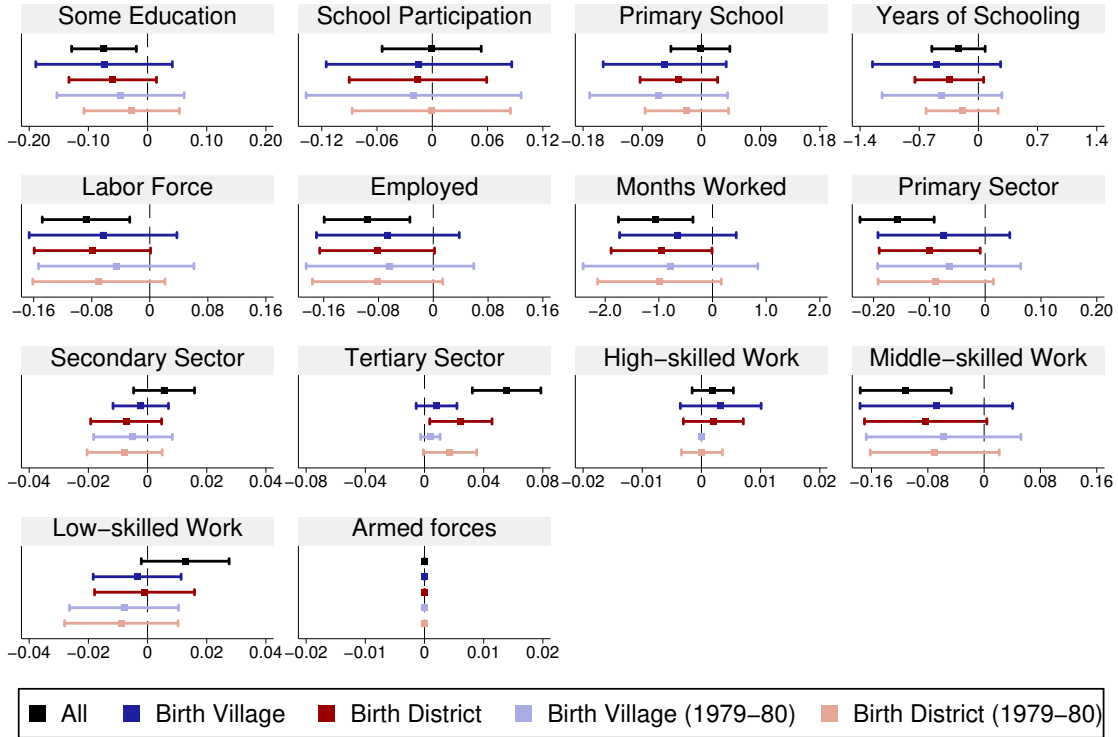 Some Education School Participation Primary School Years of Schooling
−0.20 −0.10 0 0.10 0.20 −0.12 −0.06 0 0.06 0.12 −0.18 −0.09 0 0.09 0.18 −1.4 −0.7 0 0.7 1.4
Labor Force Employed Months Worked Primary Sector
−0.16 −0.08 0 0.08 0.16 −0.16 −0.08 0 0.08 0.16 −2.0 −1.0 0 1.0 2.0 −0.20 −0.10 0 0.10 0.20
Secondary Sector Tertiary Sector High−skilled Work Middle−skilled Work
−0.04 −0.02 0 0.02 0.04 −0.08 −0.04 0 0.04 0.08 −0.02 −0.01 0 0.01 0.02 −0.16 −0.08 0 0.08 0.16
Low−skilled Work Armed forces
−0.04 −0.02 0 0.02 0.04 −0.02 −0.01 0 0.01 0.02
All Birth Village Birth District Birth Village (1979−80) Birth District (1979−80)